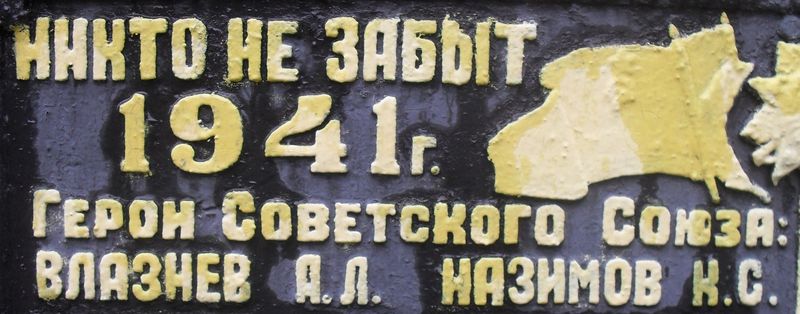 НИКТО НЕ ЗАБЫТ
1941г.
Герои Советского Союза:
ВЛАЗНЕВ А.Л. НАЗИМОВ К.С.